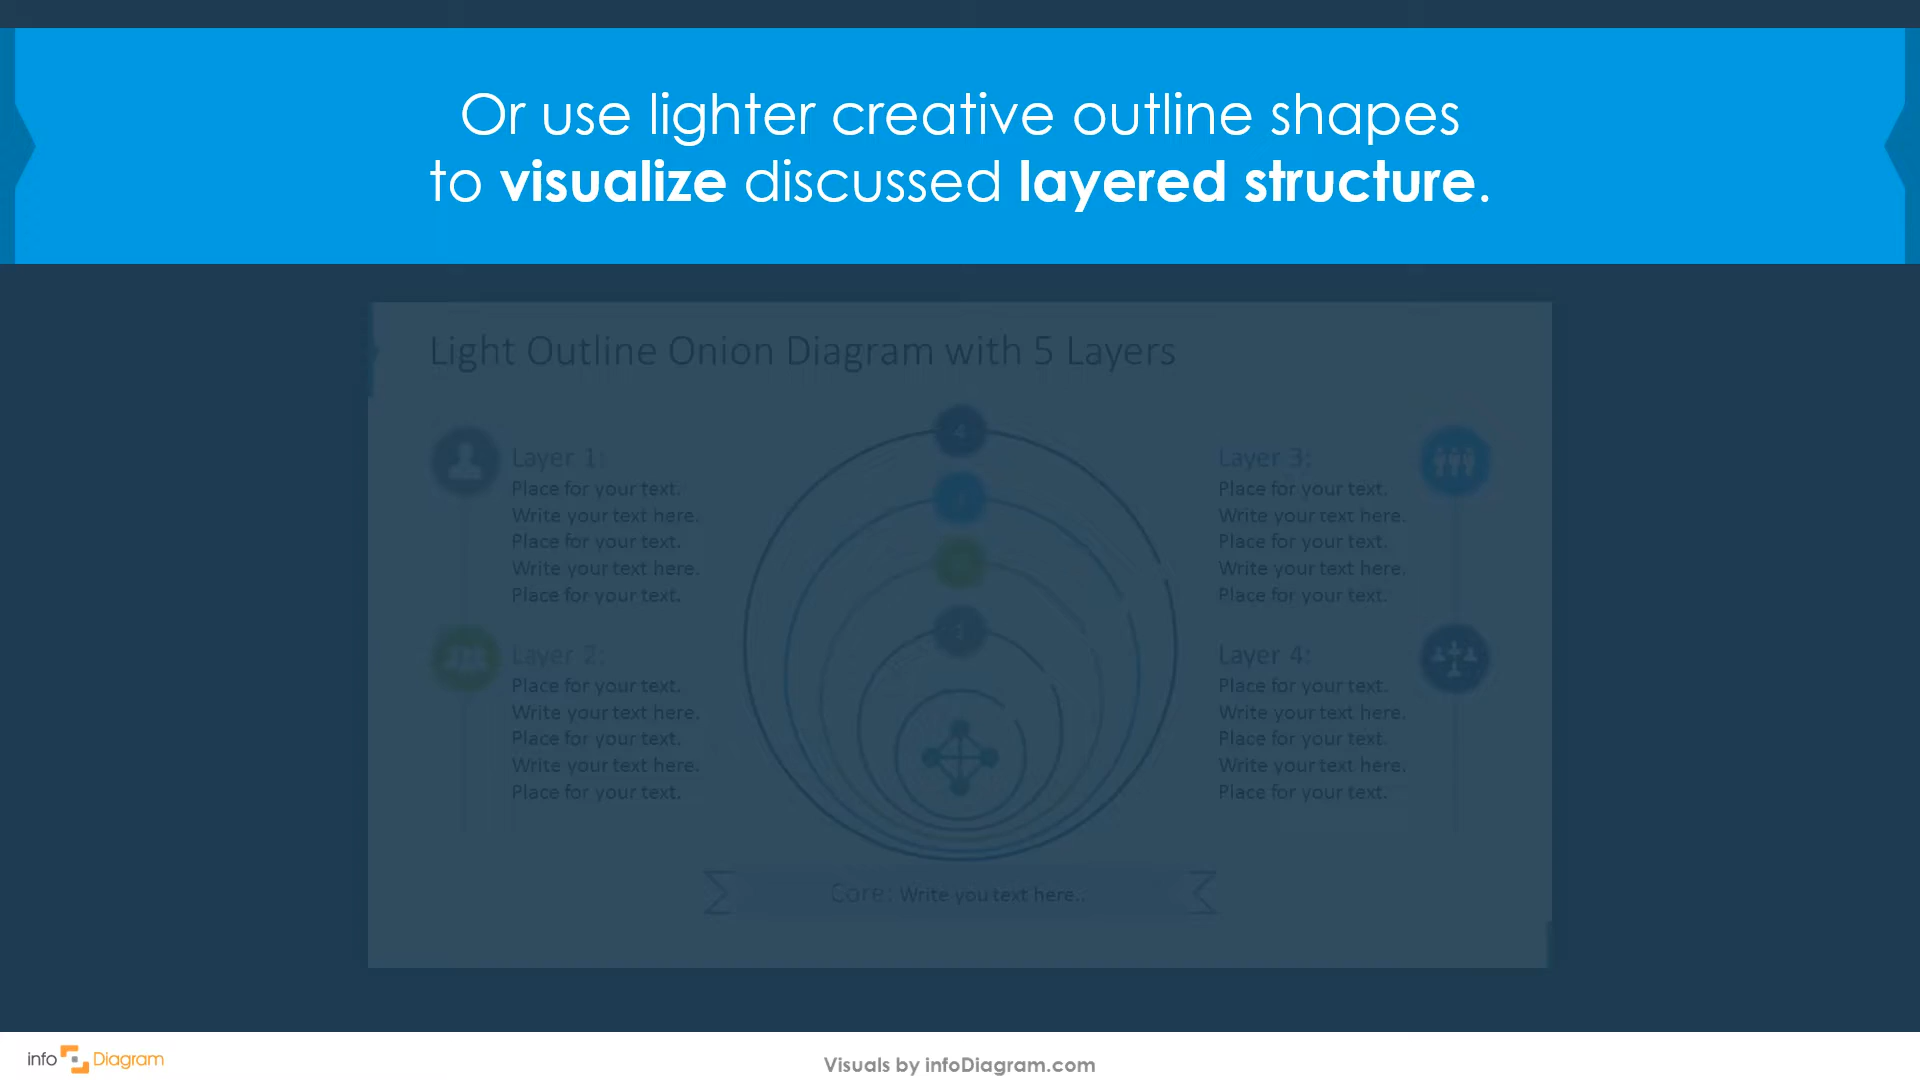 Or use lighter creative outline shapes
to visualize discussed layered structure.
Light Outline Onion Diagram with 5 Layers
Layer 1:
Place for your text.
Write your text here.
Place for your text.
Write your text here.
Place for your text.
Layer 2:
Place for your text.
Write your text here.
Place for your text.
Write your text here.
Place for your text.
4
1
Layer 3:
Place for your text.
Write your text here.
Place for your text.
Write your text here.
Place for your text.
Layer 4:
Place for your text.
Write your text here.
Place for your text.
Write your text here.
Place for your text.
Core: Write you text here..
info Diagram
Visuals by infoDiagram.com